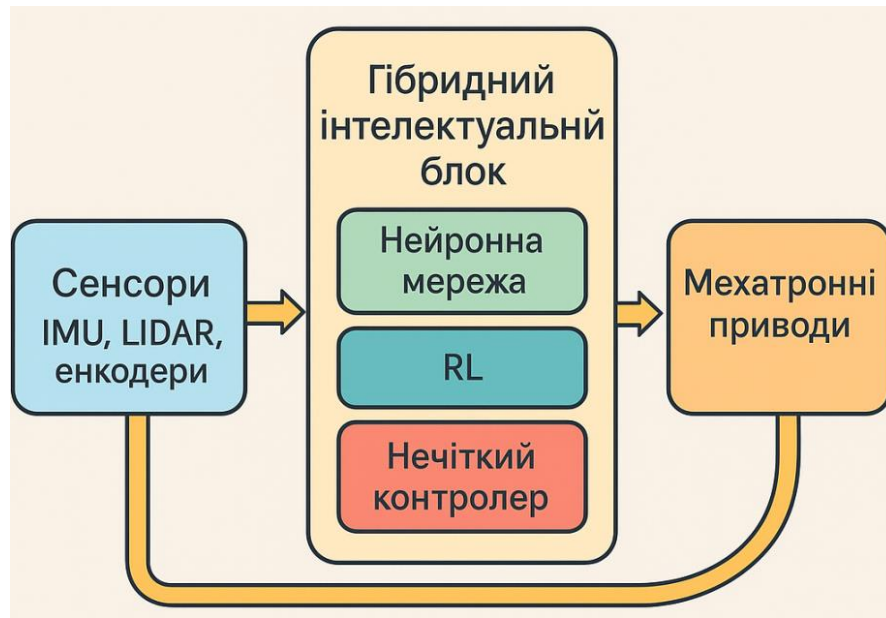 Гібридний
інтелектуальнй
блок
Сенсори
IMU, LIDAR,
енкодери
Нейронна
мережа
RL
Нечіткий
контролер
Мехатронні
приводи